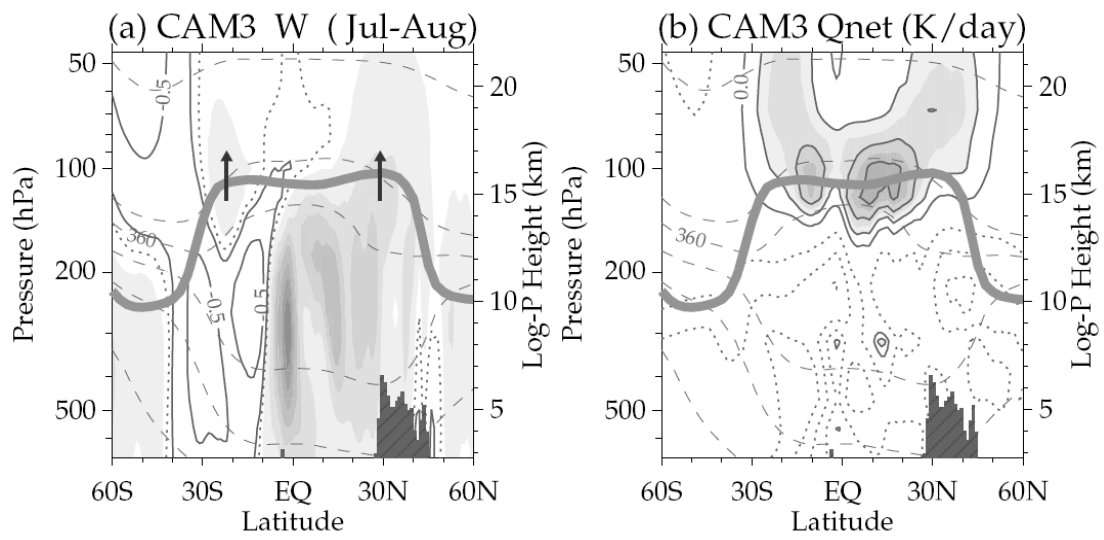 (a) CAM3 W ( Jul-Aug)
50
100
200
500
Pressure (hPa)
20
15
10
5
Log-P Height (km)
-0.5
360
-0.5
-0.5
60S 30S EQ 30N 60N
Latitude
(b) CAM3 Qnet (K/day)
50
100
200
500
Pressure (hPa)
20
15
10
5
Log-P Height (km)
0.0
360
60S 30S EQ 30N 60N
Latitude